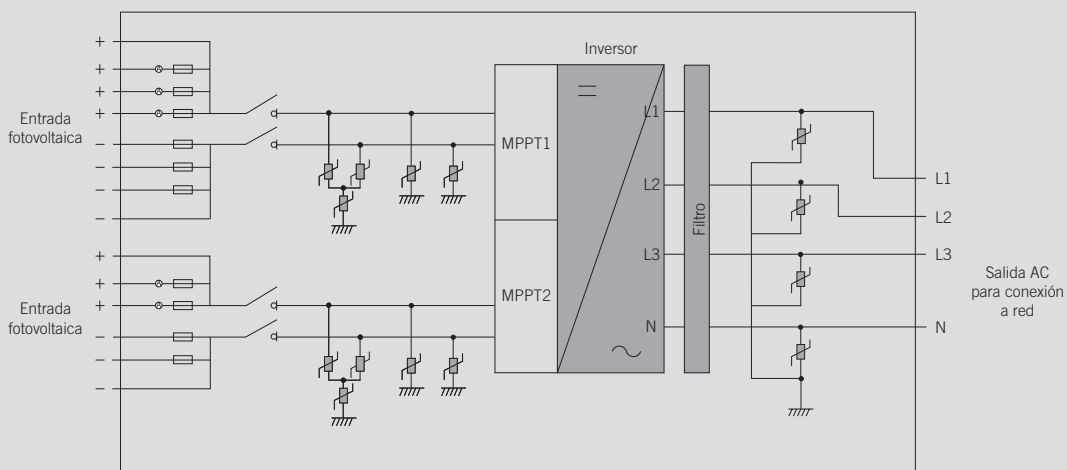 Inversor
+
A
+
A
+
A
+
Entrada
fotovoltaica
−
−
−
−
MPPT1
L1
L2
Filtro
L1
L2
L3
L3
+
A
+
A
+
Entrada
fotovoltaica
−
−
−
MPPT2
N
N
Salida AC
para conexión
a red